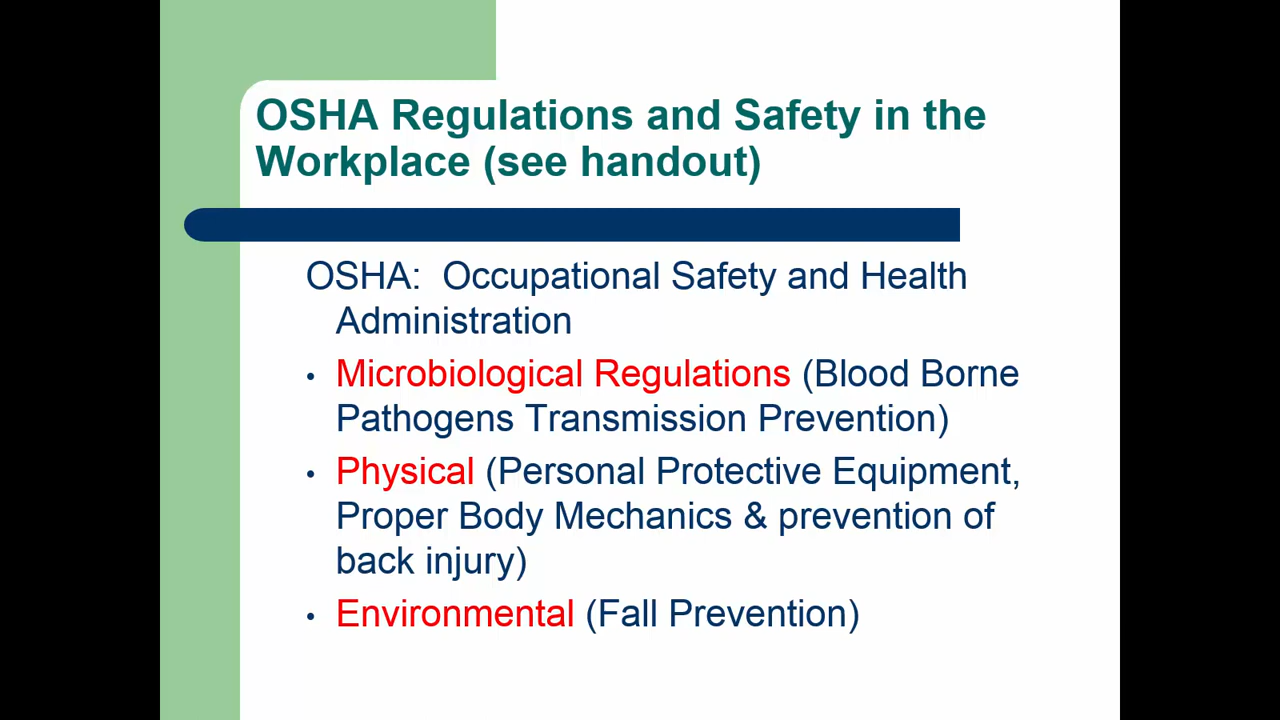 OSHA Regulations and Safety in the
Workplace (see handout)
OSHA:  Occupational Safety and Health
Administration
• Microbiological Regulations (Blood Borne
Pathogens Transmission Prevention)
• Physical (Personal Protective Equipment,
Proper Body Mechanics & prevention of
back injury)
• Environmental (Fall Prevention)